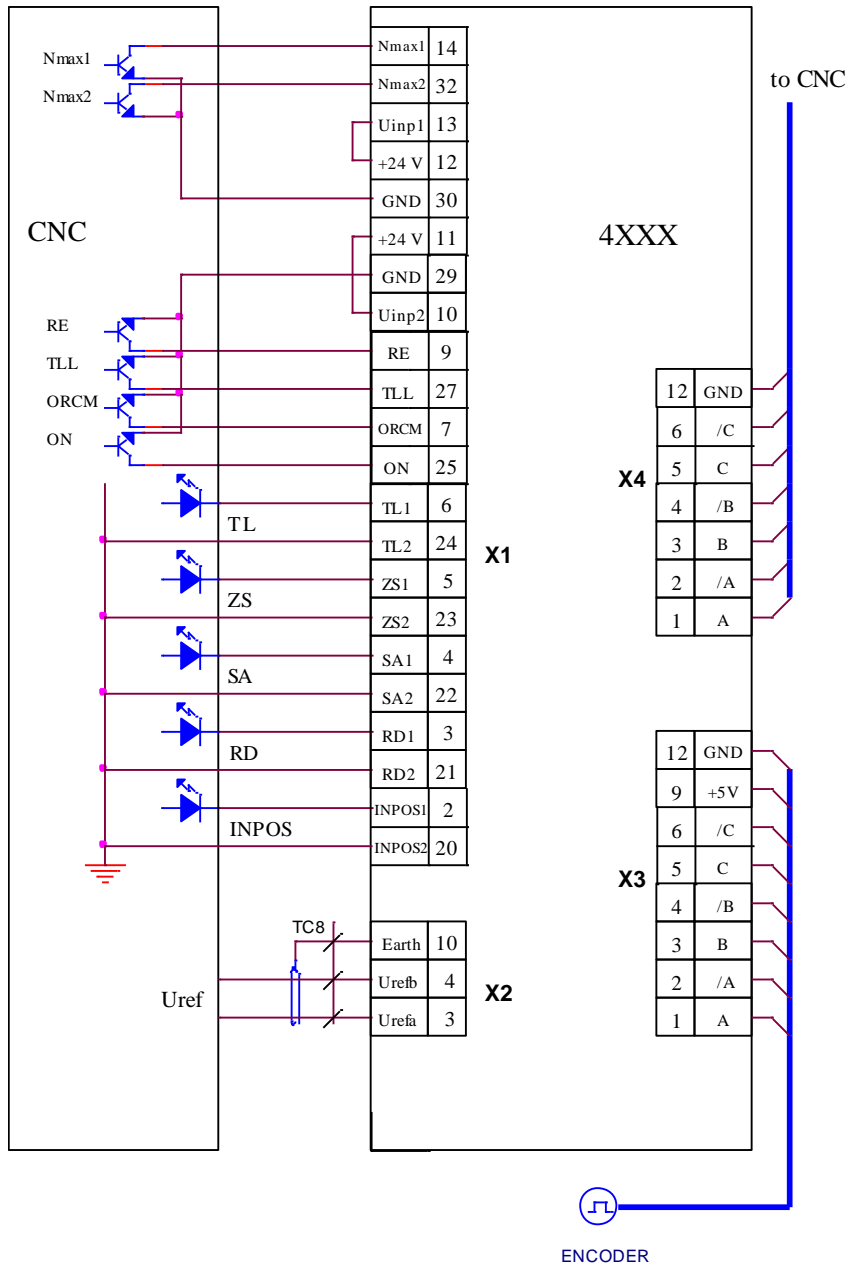 Nmax1
Nmax2
CNC
RE
TLL
ORCM
ON
TL
ZS
SA
RD
INPOS
TC8
Uref
Nmax1 14
Nmax2 32
Uinp1 13
+24 V 12
GND 30
+24 V 11
GND 29
Uinp2 10
RE 9
TLL 27
ORCM 7
ON 25
TL1 6
TL2 24
ZS1 5
ZS2 23
SA1 4
SA2 22
RD1 3
RD2 21
INPOS1 2
INPOS2 20
X1
Earth 10
Urefb 4
Urefa 3
X2
4XXX
to CNC
12 GND
6 /C
5 C
4 /B
3 B
2 /A
1 A
X4
12 GND
9 +5V
6 /C
5 C
4 /B
3 B
2 /A
1 A
X3
ENCODER